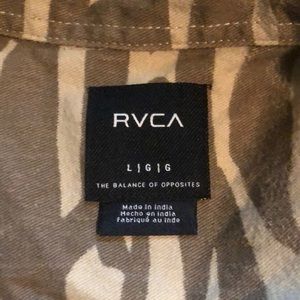 RVCA
L|G|G
THE BALANCE OF OPPOSITES
Made in India
Hecho en India
Fabriqué au Inde